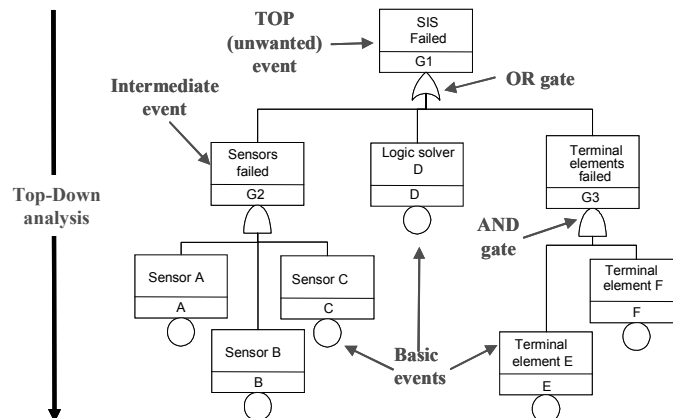 TOP
(unwanted)
event
SIS
Failed
G1
OR gate
Intermediate
event
Sensors
failed
G2
Logic solver
D
D
Terminal
elements
failed
G3
Top-Down
analysis
AND
gate
Sensor A
A
Sensor C
C
Terminal
element F
F
Sensor B
B
Basic
events
Terminal
element E
E